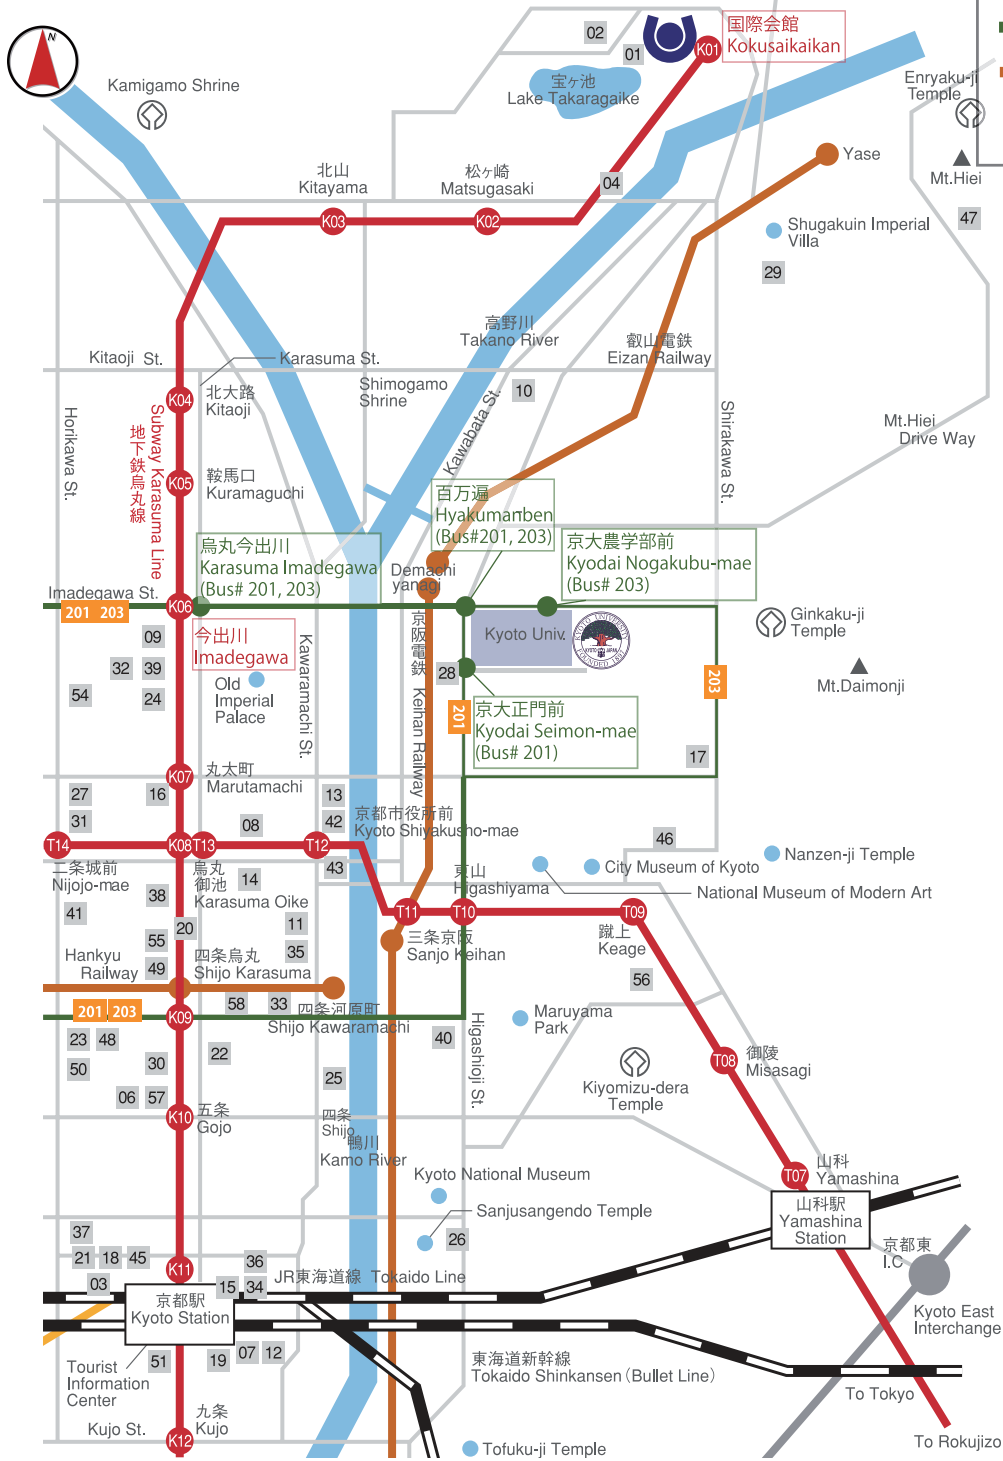 N
02
01
国際会館
Kokusaikaikan
K01
宝ヶ池
Lake Takaragaike
Kamigamo Shrine
Enryaku-ji
Temple
Mt.Hiei
Yase
北山
Kitayama
松ヶ崎
Matsugasaki
04
K03
K02
47
Shugakuin Imperial
Villa
29
高野川
Takano River
叡山電鉄
Eizan Railway
Kitaoji St.
Karasuma St.
K04
北大路
Kitaoji
Shimogamo
Shrine
10
Kawabata St.
Horikawa St.
Subway Karasuma Line
地下鉄烏丸線
Shirakawa St.
Mt.Hiei
Drive Way
K05
鞍馬口
Kuramaguchi
百万遍
Hyakumanben
(Bus#201, 203)
烏丸今出川
Karasuma Imadegawa
(Bus# 201, 203)
京大農学部前
Kyodai Nogakubu-mae
(Bus# 203)
Demachi
yanagi
Imadegawa St.
201 203
K06
今出川
Imadegawa
09
32
39
54
24
Old
Imperial
Palace
Kawaramachi St.
京阪電鉄 Keihan Railway
Kyoto Univ.
KYOTO UNIVERSITY
KYOTO JAPAN
FOUNDED 1897
Ginkaku-ji
Temple
Mt.Daimonji
28
201
203
京大正門前
Kyodai Seimon-mae
(Bus# 201)
17
K07
丸太町
Marutamachi
27
16
13
31
08
42
京都市役所前
Kyoto Shiyakusho-mae
T14
K08
T13
T12
46
二条城前
Nijojo-mae
烏丸
御池
Karasuma Oike
14
43
東山
Higashiyama
City Museum of Kyoto
Nanzen-ji Temple
National Museum of Modern Art
38
41
20
11
T11
T10
T09
三条京阪
Sanjo Keihan
蹴上
Keage
55
35
49
Hankyu
Railway
四条烏丸
Shijo Karasuma
58
33
56
四条河原町
Shijo Kawaramachi
201 203
K09
Maruyama
Park
23
48
22
40
Higashioji St.
50
30
25
Kiyomizu-dera
Temple
T08
御陵
Misasagi
06
57
K10
五条
Gojo
四条
Shijo
鴨川
Kamo River
T07
山科
Yamashina
Kyoto National Museum
山科駅
Yamashina
Station
Sanjusangendo Temple
37
26
京都東
I.C
21
18
45
K11
36
03
15
34
JR東海道線 Tokaido Line
京都駅
Kyoto Station
Kyoto East
Interchange
51
19
07
12
Tourist
Information
Center
東海道新幹線
Tokaido Shinkansen (Bullet Line)
To Tokyo
Kujo St.
K12
九条
Kujo
Tofuku-ji Temple
To Rokujizo